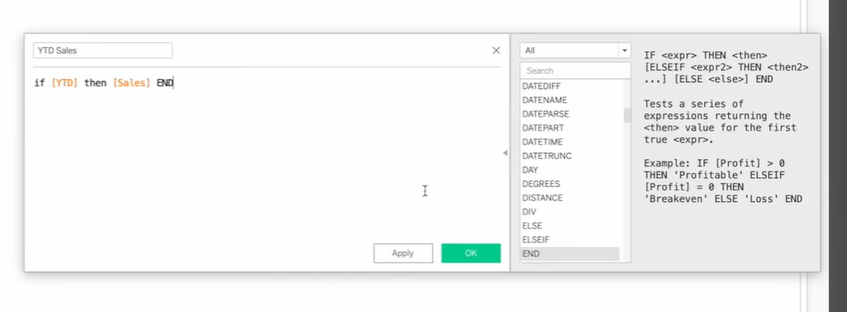 YTD Sales
if [YTD] then [Sales] END
Apply
OK
All
Search
DATEDIFF
DATENAME
DATEPARSE
DATEPART
DATETIME
DATETRUNC
DAY
DEGREES
DISTANCE
DIV
ELSE
ELSEIF
END
IF <expr> THEN <then>
[ELSEIF <expr2> THEN <then2>
...] [ELSE <else>] END
Tests a series of
expressions returning the
<then> value for the first
true <expr>.
Example: IF [Profit] > 0
THEN 'Profitable' ELSEIF
[Profit] = 0 THEN
'Breakeven' ELSE 'Loss' END